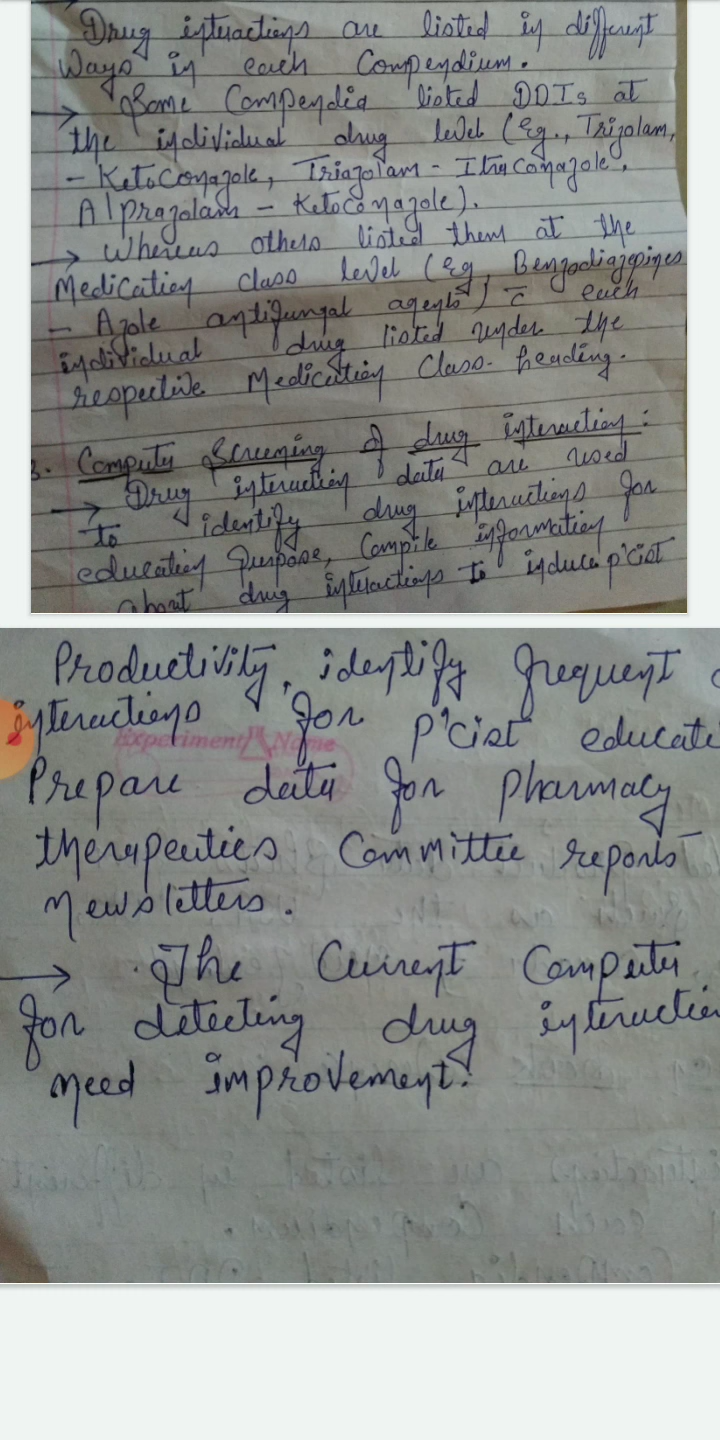 Drug interactions are listed in different
Ways in each Compendium.
→ Some Compendia listed DDIs at
the individual drug level (Eg., Trizolam,
- Ketoconazole, Triazolam - Itraconazole,
Alprazolam - Ketoconazole).
→ Whereas others listed them at the
Medication class level (eg, Benzodiazepines
- Azole antifungal agents) c̄ each
individual drug listed under the
respective Medication Class heading.
3. Computer Screening of drug interaction:
→ Drug interaction data are used
to identify drug interactions for
education purpose, Compile information
about drug interactions to induce p'cist
Productivity, identify frequent
interactions for p'cist educate
Experiment Name
Prepare data for pharmacy
therapeutics Committee reports
newsletters.
→ The Current Computer
for detecting drug interactio
need improvement.